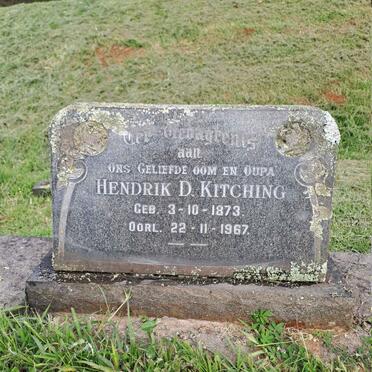 Ter Gedagtenis
aan
ONS GELIEFDE OOM EN OUPA
HENDRIK D. KITCHING
GEB. 3-10-1873.
OORL. 22-11-1967.